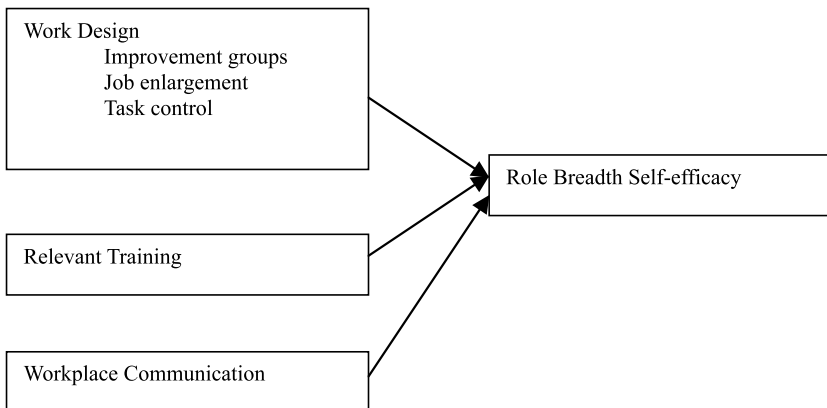 Work Design
Improvement groups
Job enlargement
Task control
Role Breadth Self-efficacy
Relevant Training
Workplace Communication